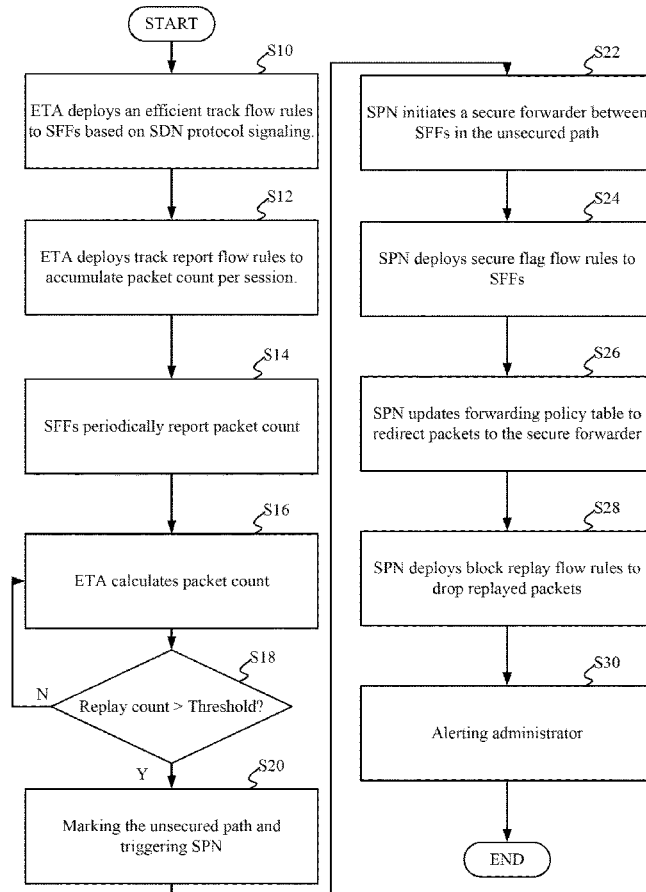 START
S10
ETA deploys an efficient track flow rules
to SFFs based on SDN protocol signaling.
S12
ETA deploys track report flow rules to
accumulate packet count per session.
S14
SFFs periodically report packet count
S16
ETA calculates packet count
S18
Replay count > Threshold?
N
Y
S20
Marking the unsecured path and
triggering SPN
S22
SPN initiates a secure forwarder between
SFFs in the unsecured path
S24
SPN deploys secure flag flow rules to
SFFs
S26
SPN updates forwarding policy table to
redirect packets to the secure forwarder
S28
SPN deploys block replay flow rules to
drop replayed packets
S30
Alerting administrator
END